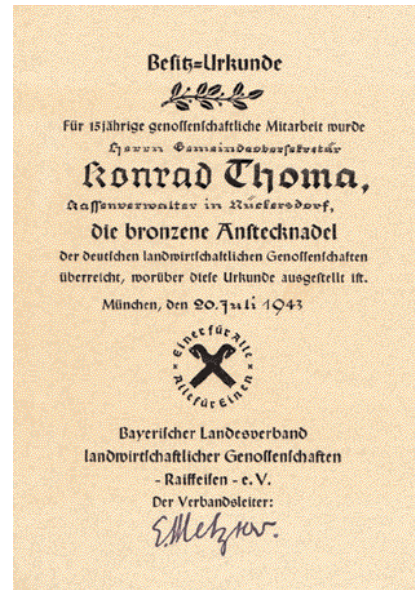 Besitz=Urkunde
Für 15jährige genossenschaftliche Mitarbeit wurde
Herrn Gemeindeobersekretär
Konrad Thoma,
Kassenverwalter in Rückersdorf,
die bronzene Anstecknadel
der deutschen landwirtschaftlichen Genossenschaften
überreicht, worüber diese Urkunde ausgestellt ist.
München, den 20. Juli 1943
Einer für Alle
Alle für Einen
Bayerischer Landesverband
landwirtschaftlicher Genossenschaften
- Raiffeisen - e. V.
Der Verbandsleiter: